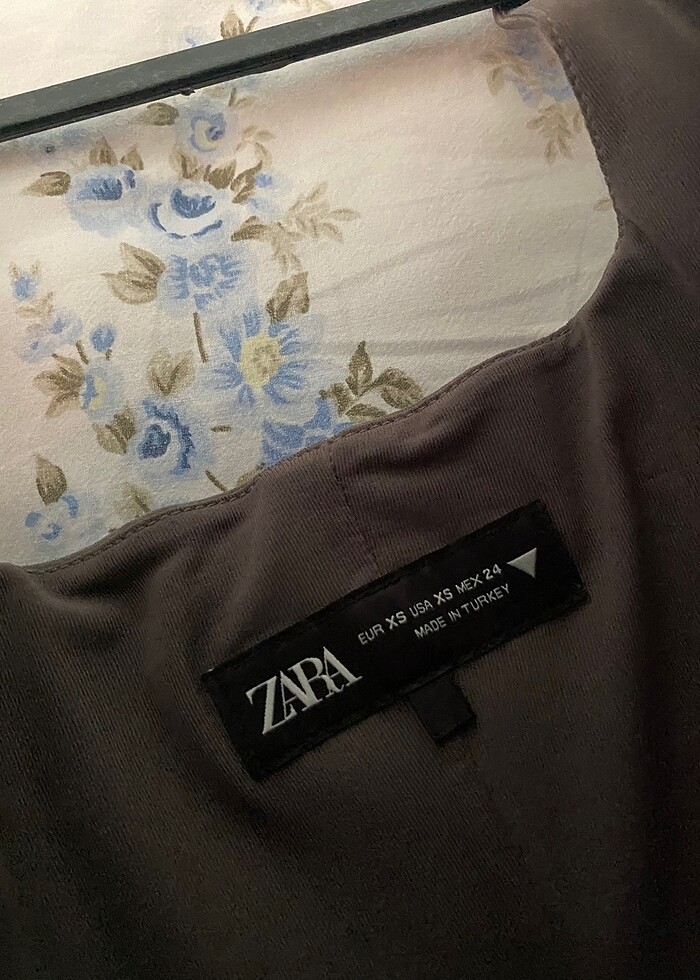 ZARA
EUR XS USA XS MEX 24
MADE IN TURKEY